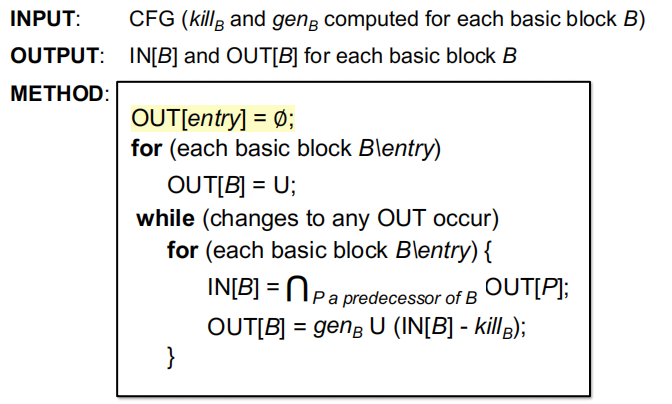 INPUT: CFG (kill_B and gen_B computed for each basic block B)
OUTPUT: IN[B] and OUT[B] for each basic block B
METHOD:
OUT[entry] = ∅;
for (each basic block B\entry)
OUT[B] = U;
while (changes to any OUT occur)
for (each basic block B\entry) {
IN[B] = ⋂ P a predecessor of B OUT[P];
OUT[B] = gen_B U (IN[B] - kill_B);
}